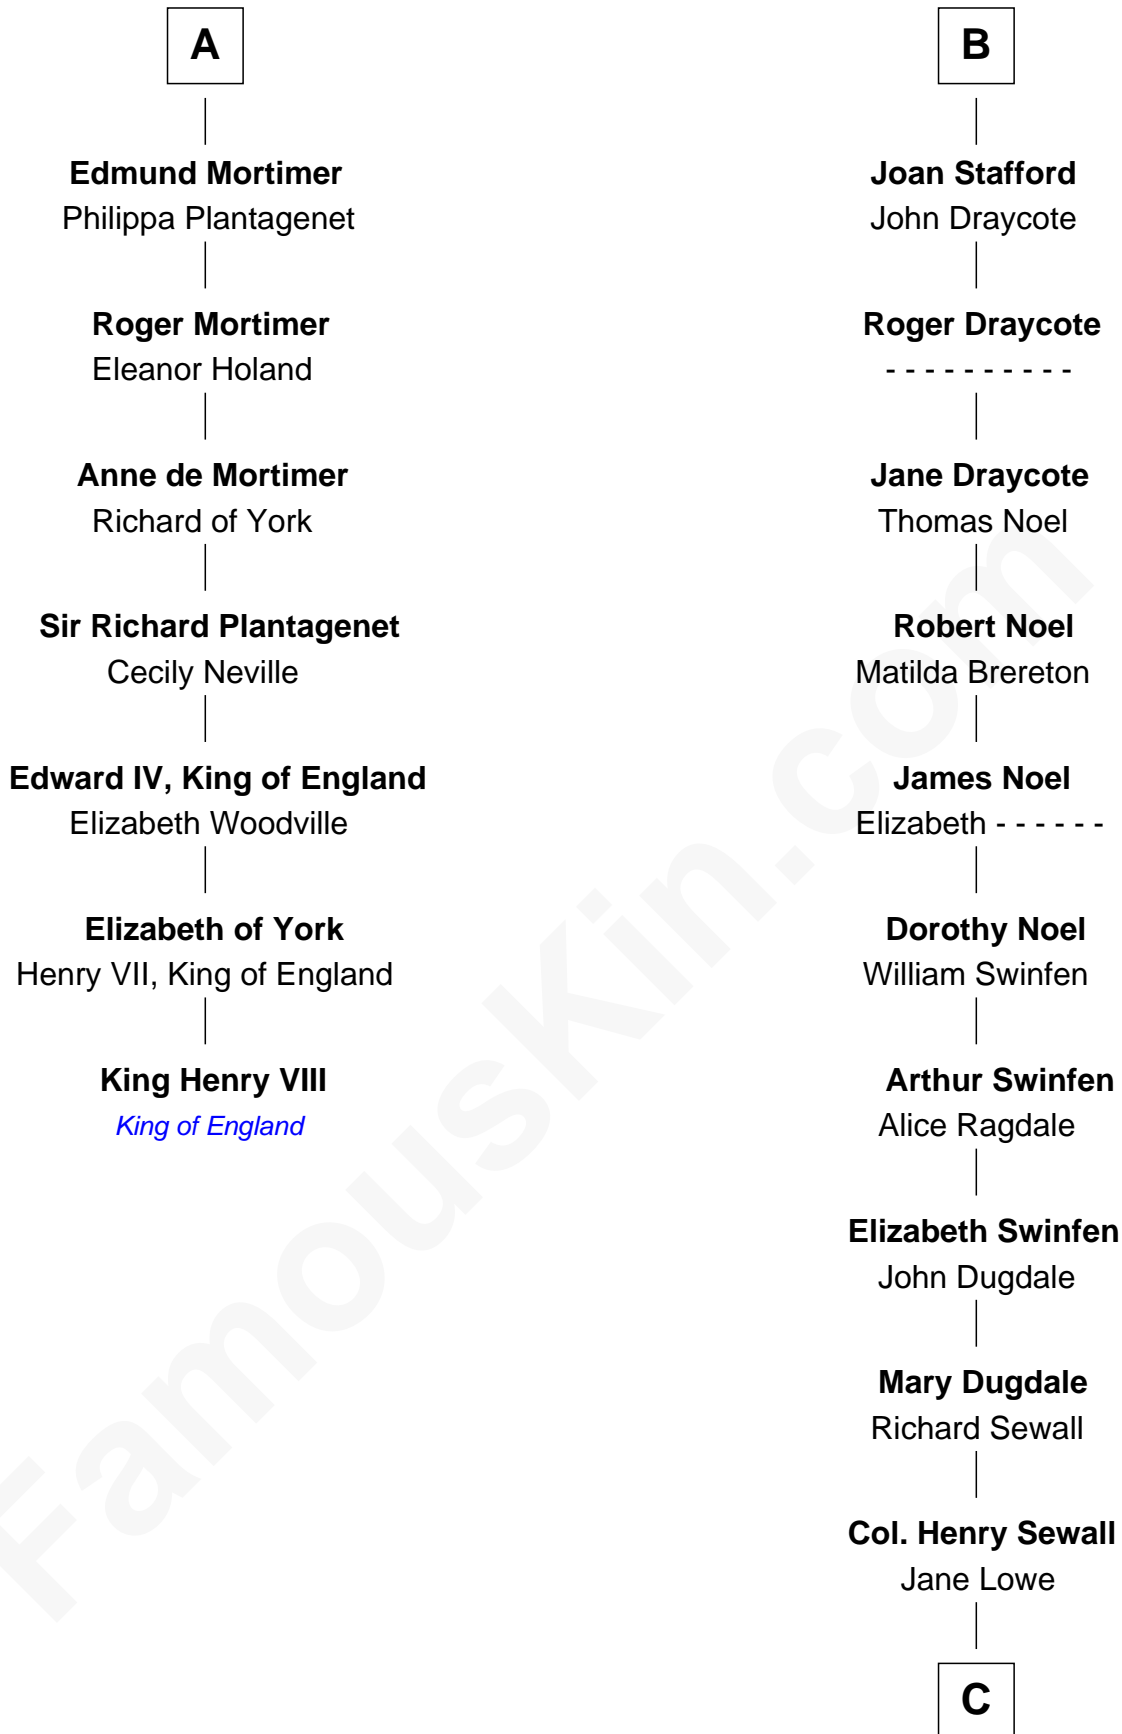 A
Edmund Mortimer
Philippa Plantagenet
Roger Mortimer
Eleanor Holand
Anne de Mortimer
Richard of York
Sir Richard Plantagenet
Cecily Neville
Edward IV, King of England
Elizabeth Woodville
Elizabeth of York
Henry VII, King of England
King Henry VIII
King of England
B
Joan Stafford
John Draycote
Roger Draycote
- - - - - - - - - -
Jane Draycote
Thomas Noel
Robert Noel
Matilda Brereton
James Noel
Elizabeth - - - - - -
Dorothy Noel
William Swinfen
Arthur Swinfen
Alice Ragdale
Elizabeth Swinfen
John Dugdale
Mary Dugdale
Richard Sewall
Col. Henry Sewall
Jane Lowe
C
FamousKin.com